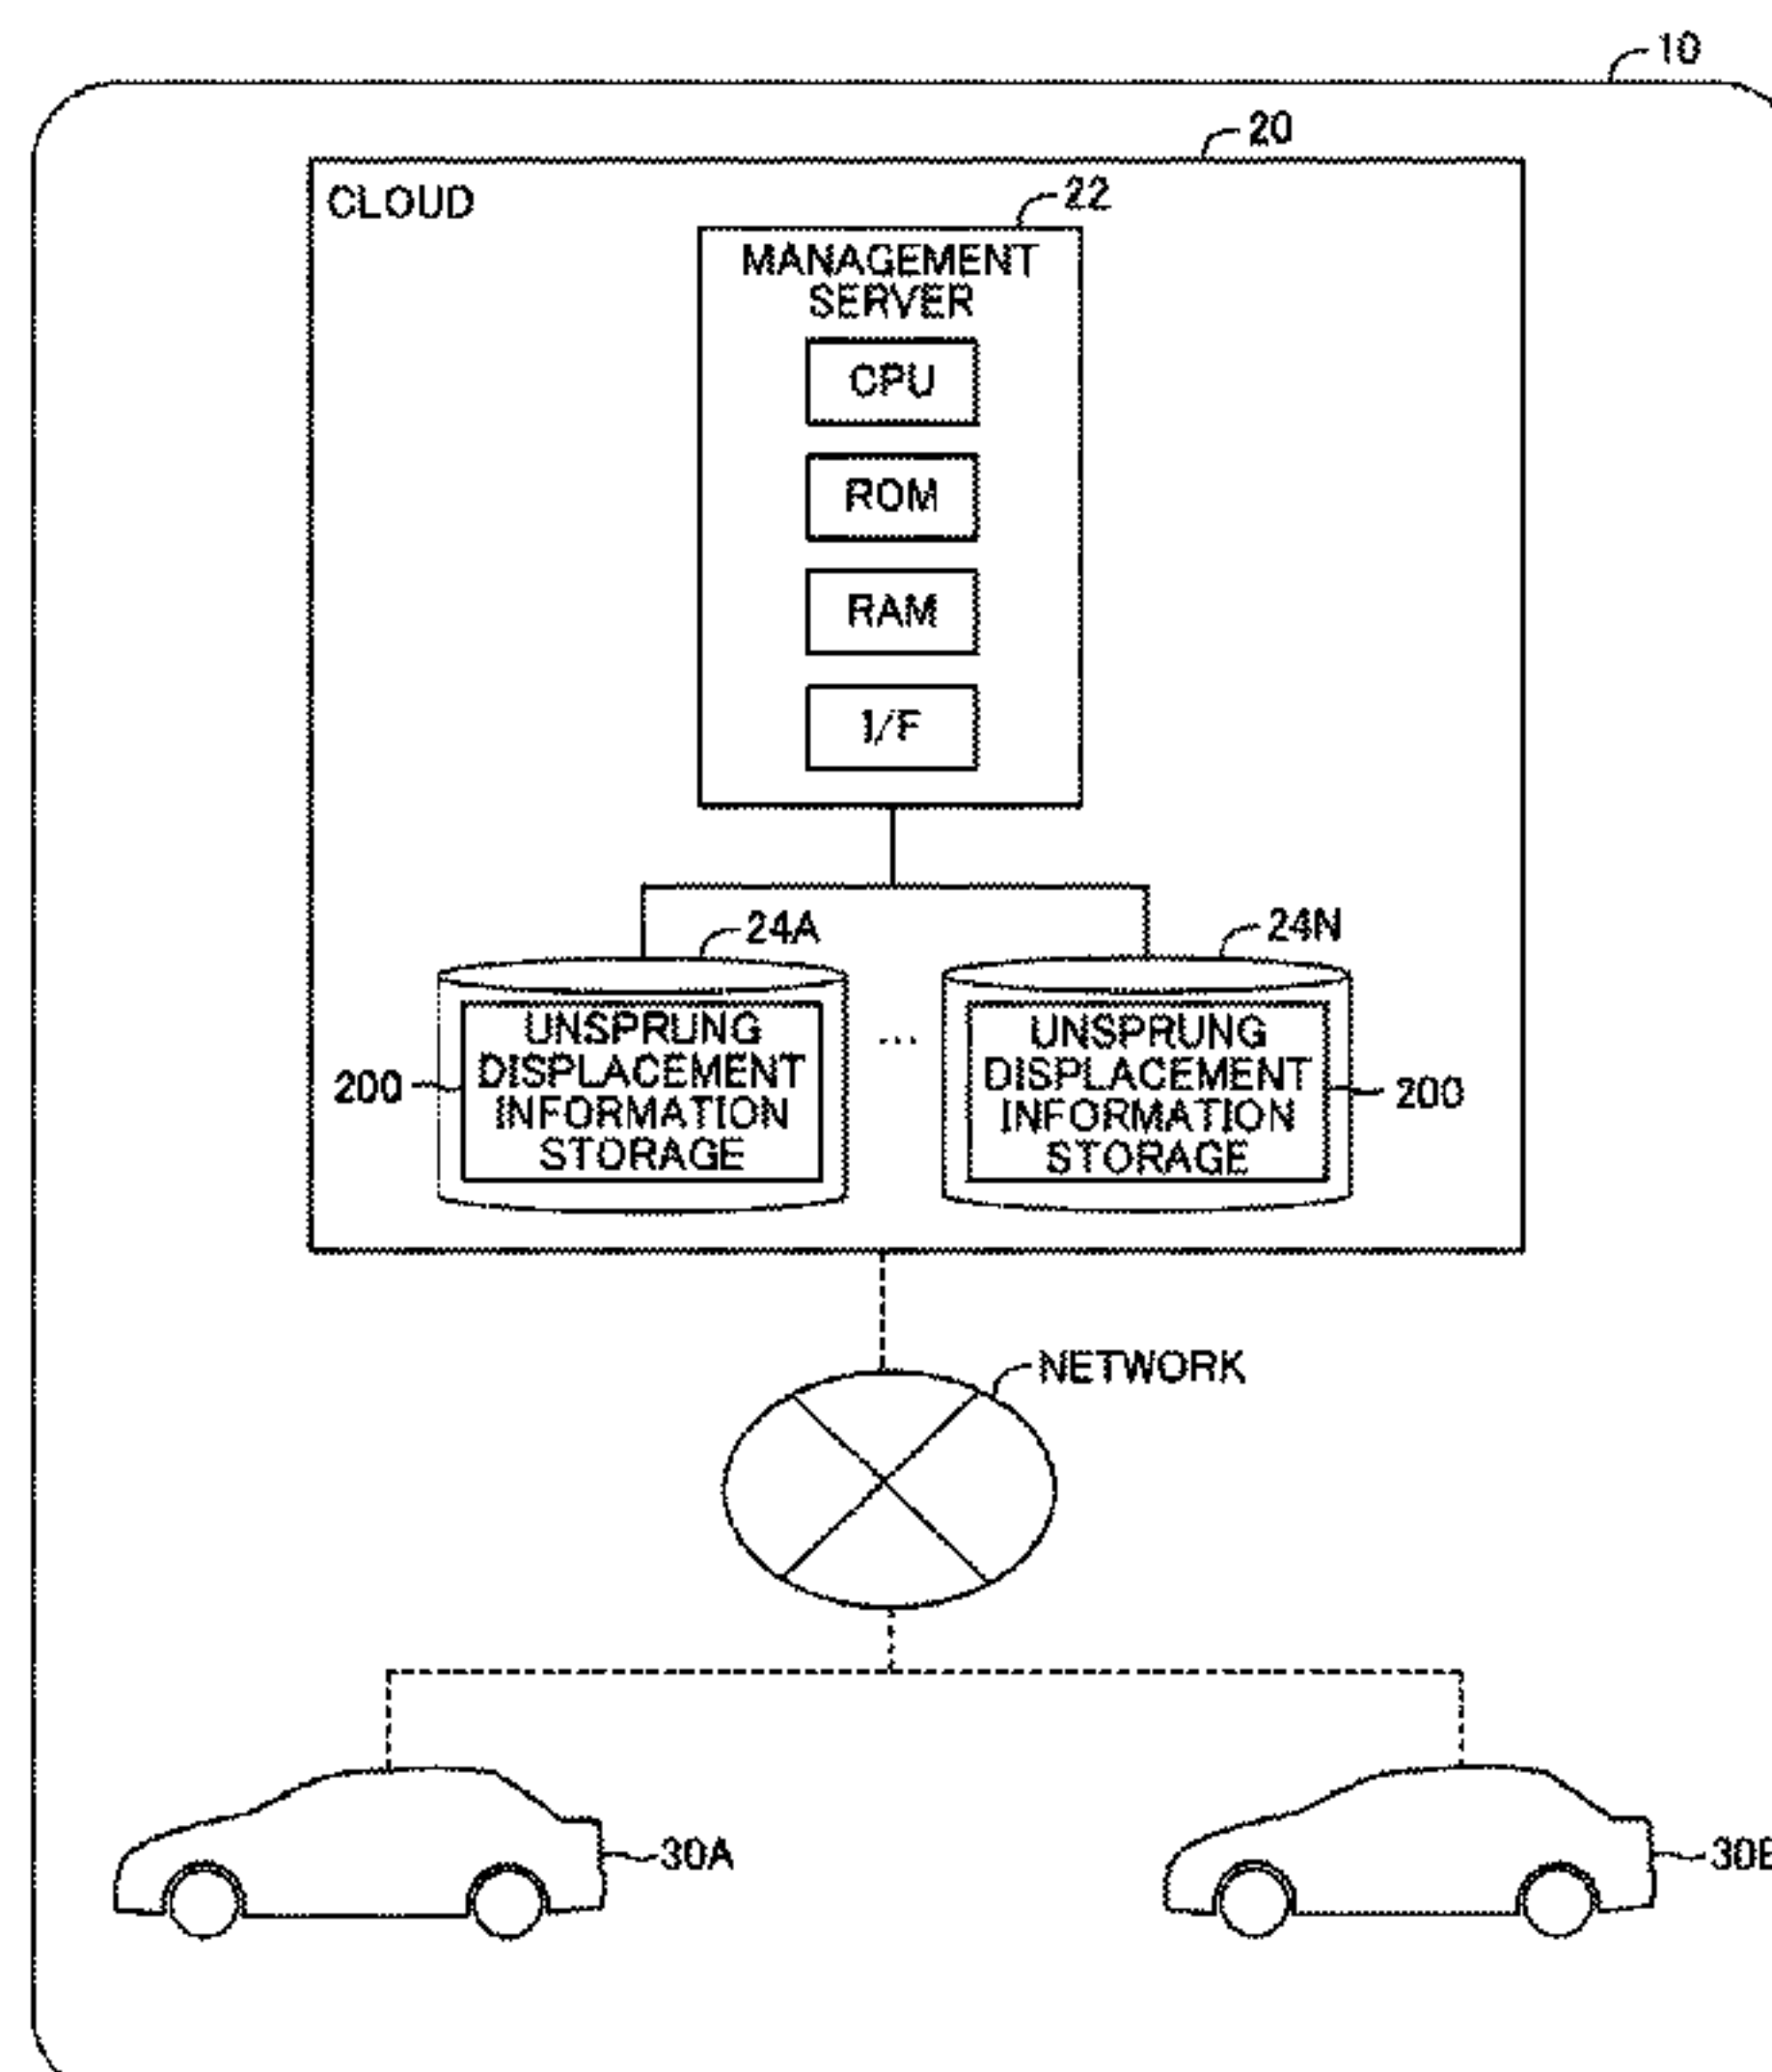 10
20
CLOUD
22
MANAGEMENT
SERVER
CPU
ROM
RAM
I/F
24A
24N
UNSPRUNG
DISPLACEMENT
INFORMATION
STORAGE
200
...
UNSPRUNG
DISPLACEMENT
INFORMATION
STORAGE
200
NETWORK
30A
30B